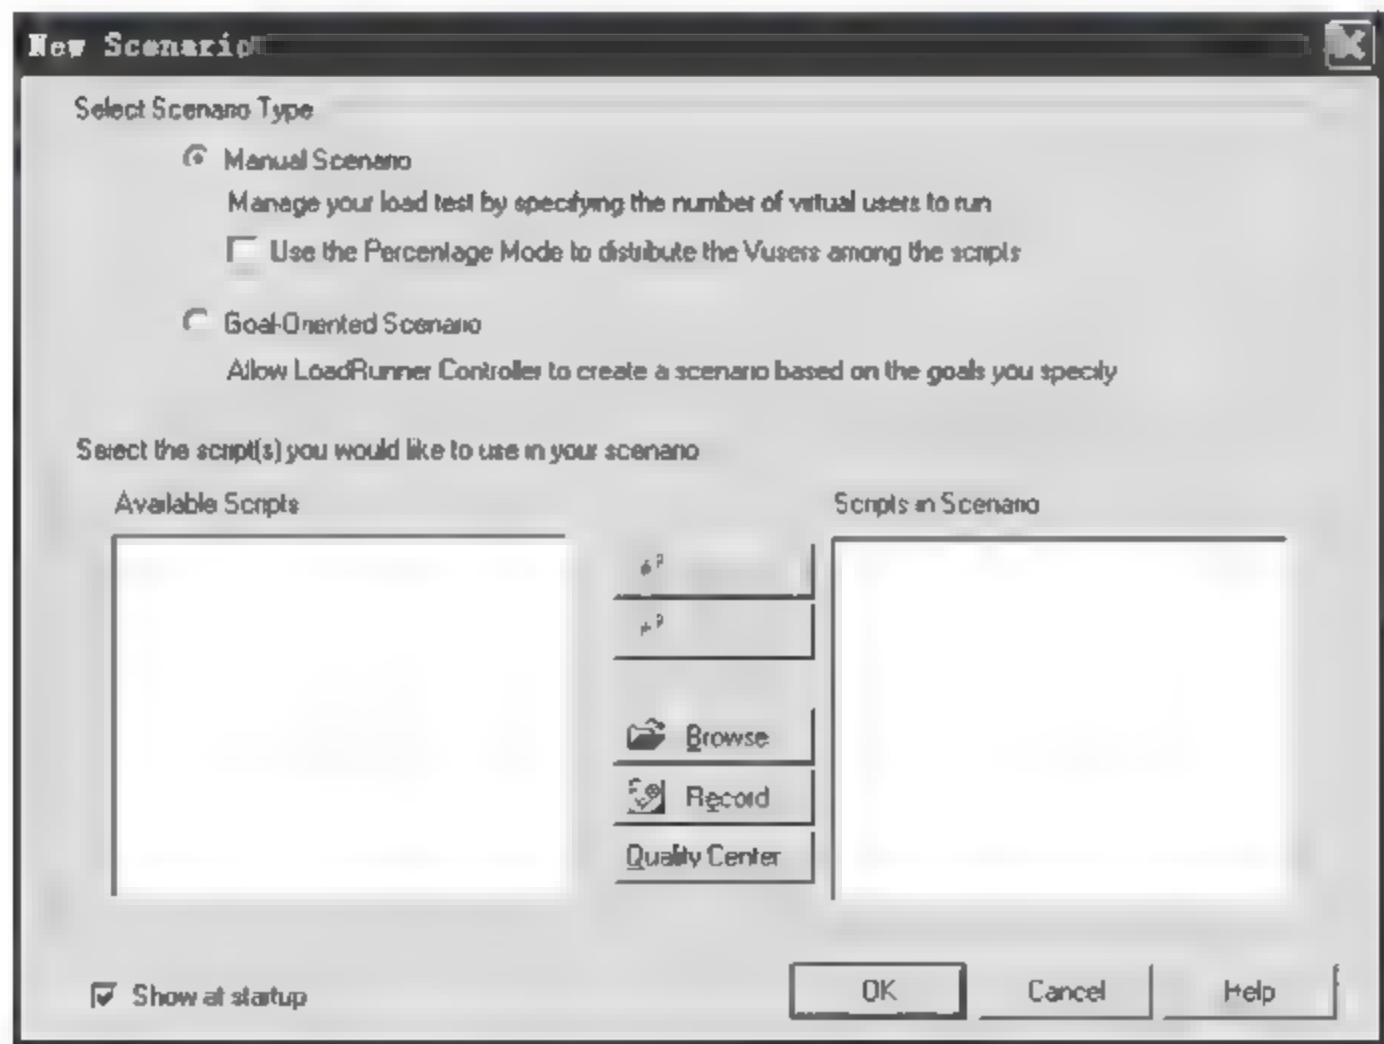 New Scenario
Select Scenario Type
Manual Scenario
Manage your load test by specifying the number of virtual users to run
Use the Percentage Mode to distribute the Vusers among the scripts
Goal-Oriented Scenario
Allow LoadRunner Controller to create a scenario based on the goals you specify
Select the script(s) you would like to use in your scenario
Available Scripts
Scripts in Scenario
Browse
Record
Quality Center
Show at startup
OK
Cancel
Help